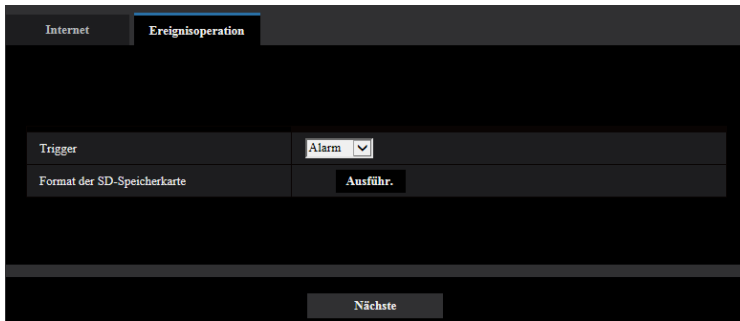 Internet
Ereignisoperation
Trigger
Alarm
Format der SD-Speicherkarte
Ausführ.
Nächste